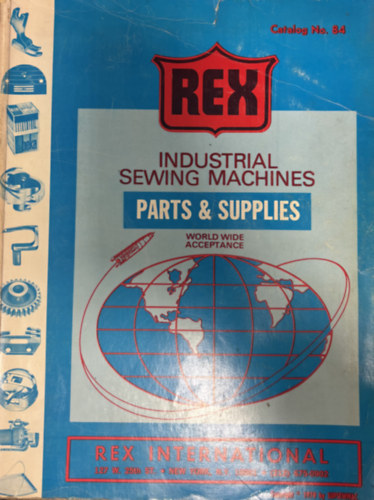 Catalog No. 84
REX
INDUSTRIAL
SEWING MACHINES
PARTS & SUPPLIES
WORLD WIDE
ACCEPTANCE
REX INTERNATIONAL